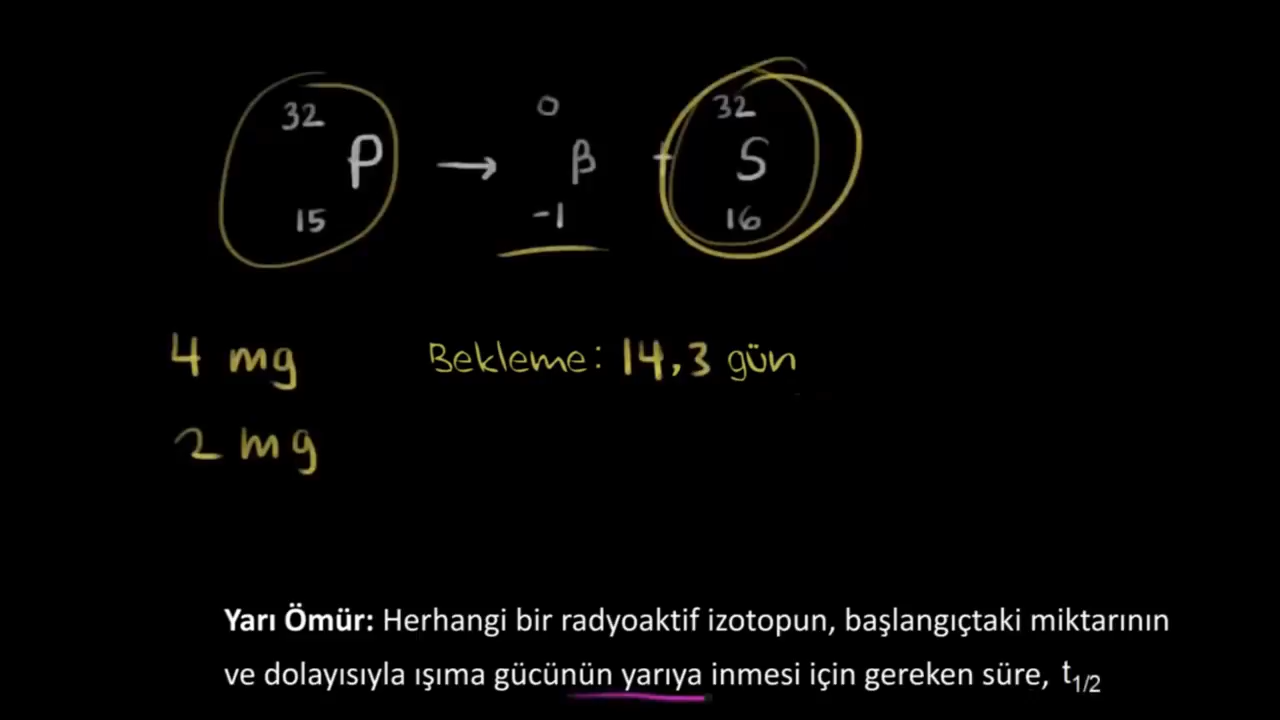 32 0 32
P → β + S
15 -1 16
4 mg Bekleme: 14,3 gün
2 mg
Yarı Ömür: Herhangi bir radyoaktif izotopun, başlangıçtaki miktarının
ve dolayısıyla ışıma gücünün yarıya inmesi için gereken süre, t1/2